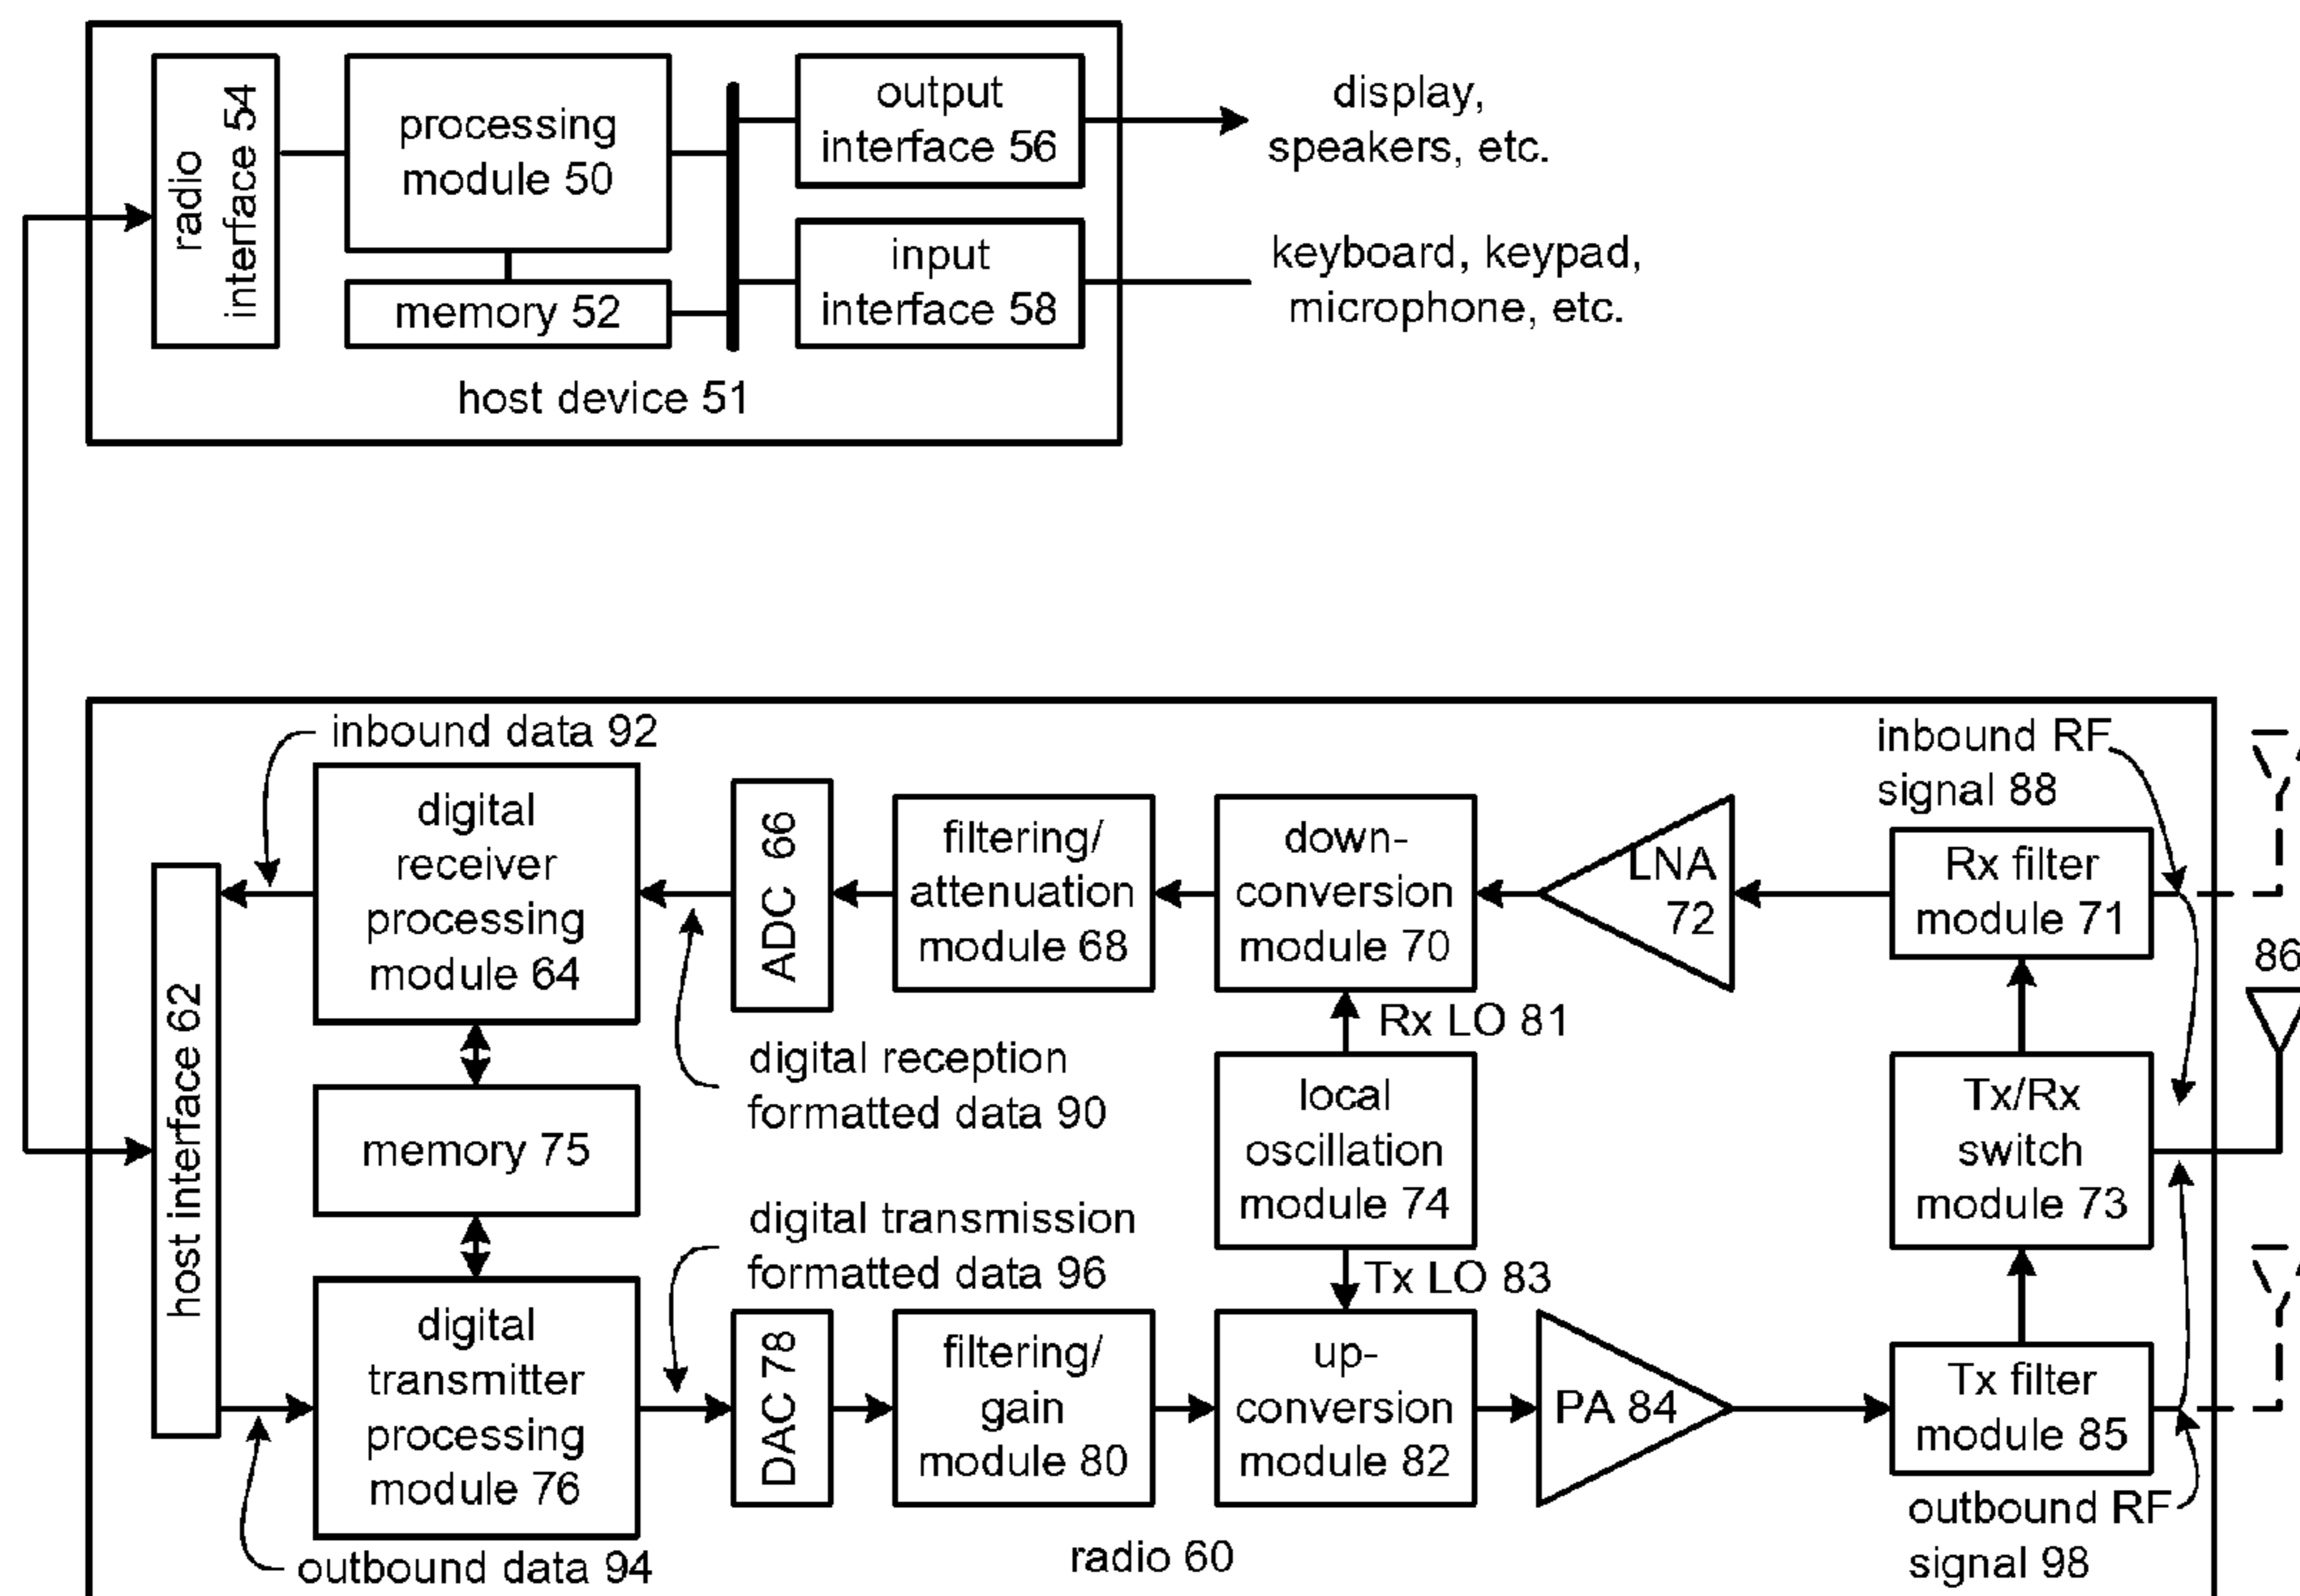 radio
interface 54
processing
module 50
memory 52
output
interface 56
input
interface 58
display,
speakers, etc.
keyboard, keypad,
microphone, etc.
host device 51
inbound data 92
digital
receiver
processing
module 64
host interface 62
memory 75
digital
transmitter
processing
module 76
outbound data 94
ADC 66
digital reception
formatted data 90
digital transmission
formatted data 96
DAC 78
filtering/
attenuation
module 68
filtering/
gain
module 80
down-
conversion
module 70
Rx LO 81
local
oscillation
module 74
Tx LO 83
up-
conversion
module 82
LNA
72
PA 84
inbound RF
signal 88
Rx filter
module 71
86
Tx/Rx
switch
module 73
Tx filter
module 85
outbound RF
signal 98
radio 60